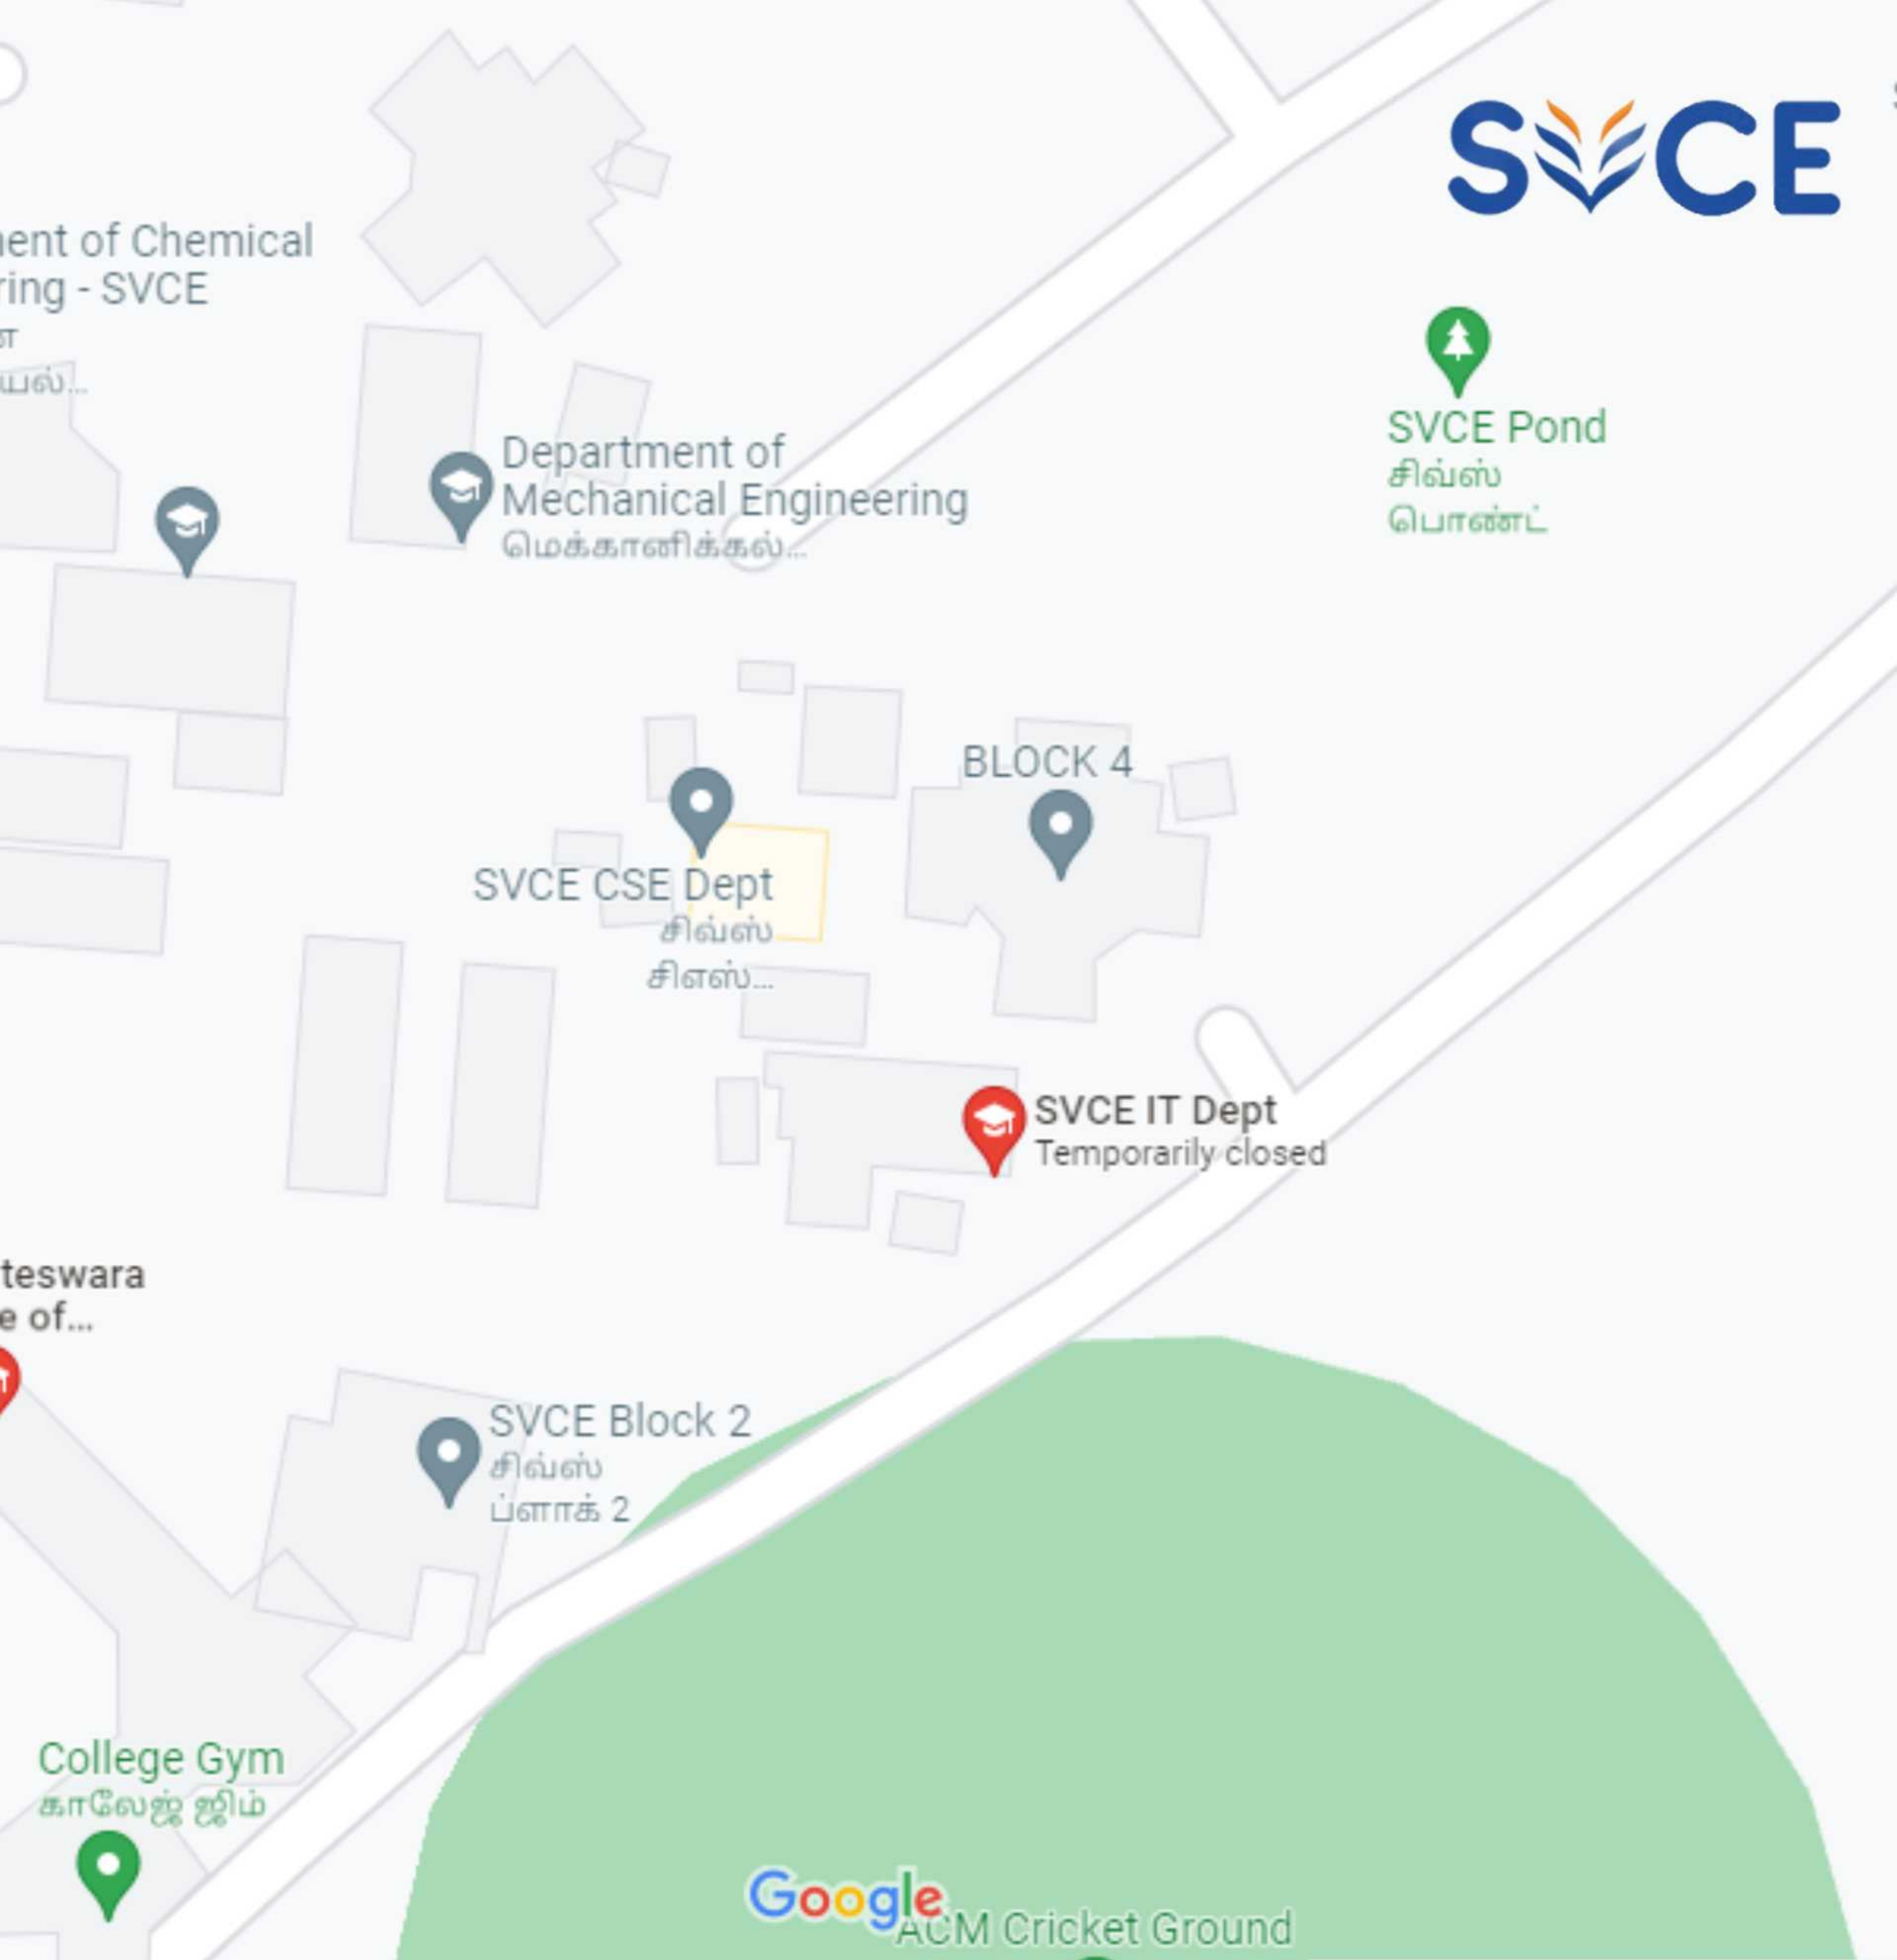 SVCE
ent of Chemical
ring - SVCE
யல்...
Department of
Mechanical Engineering
மெக்கானிக்கல்...
SVCE Pond
சிவ்ஸ்
பொண்ட்
BLOCK 4
SVCE CSE Dept
சிவ்ஸ்
சிஎஸ்...
SVCE IT Dept
Temporarily closed
teswara
e of...
SVCE Block 2
சிவ்ஸ்
ப்ளாக் 2
College Gym
காலேஜ் ஜிம்
Google
ACM Cricket Ground